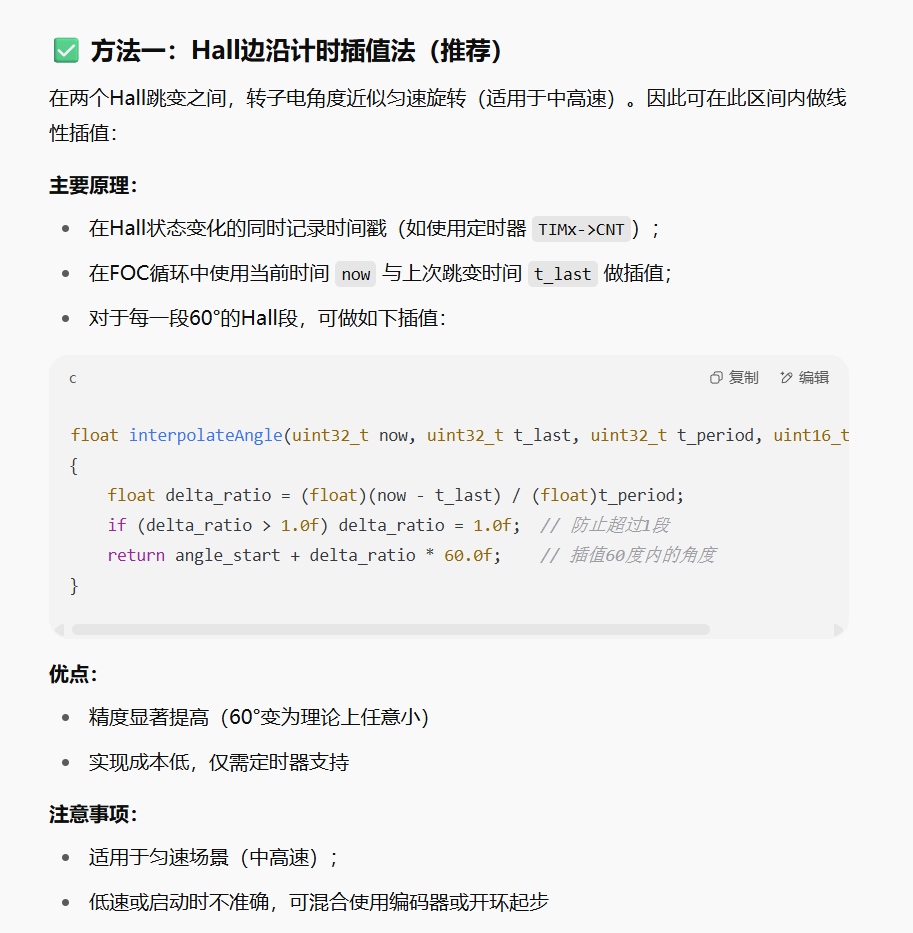 ✅ 方法一：Hall边沿计时插值法（推荐）
在两个Hall跳变之间，转子电角度近似匀速旋转（适用于中高速）。因此可在此区间内做线
性插值：
主要原理：
• 在Hall状态变化的同时记录时间戳（如使用定时器 TIMx->CNT）；
• 在FOC循环中使用当前时间 now 与上次跳变时间 t_last 做插值；
• 对于每一段60°的Hall段，可做如下插值：
c 复制 编辑
float interpolateAngle(uint32_t now, uint32_t t_last, uint32_t t_period, uint16_t
{
    float delta_ratio = (float)(now - t_last) / (float)t_period;
    if (delta_ratio > 1.0f) delta_ratio = 1.0f;  // 防止超过1段
    return angle_start + delta_ratio * 60.0f;    // 插值60度内的角度
}
优点：
• 精度显著提高（60°变为理论上任意小）
• 实现成本低，仅需定时器支持
注意事项：
• 适用于匀速场景（中高速）；
• 低速或启动时不准确，可混合使用编码器或开环起步